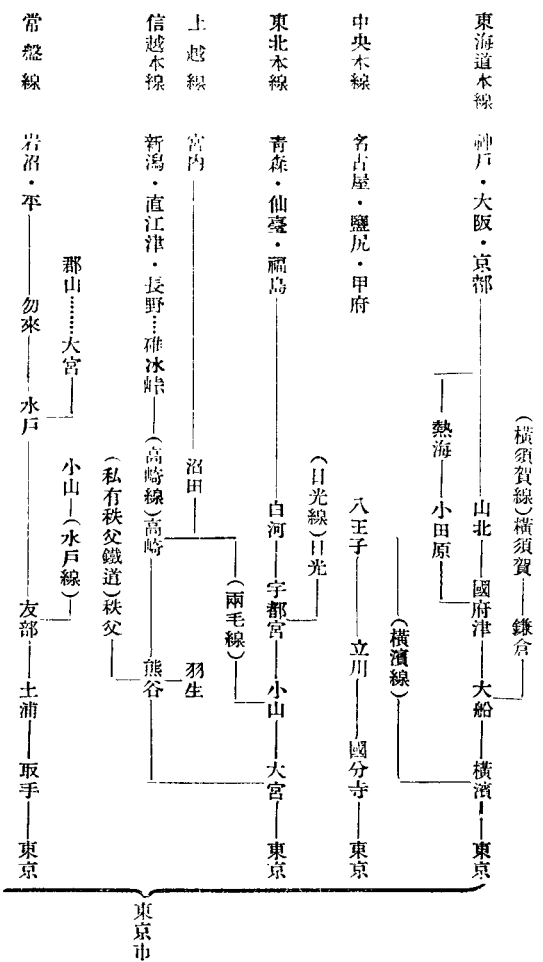 東海道本線 神戸・大阪・京都 山北 國府津 大船 橫濱 東京
(橫須賀線)橫須賀 鎌倉
熱海 小田原
(橫濱線)
中央本線 名古屋・鹽尻・甲府 八王子 立川 國分寺 東京
(日光線)日光
東北本線 靑森・仙臺・福島 白河 宇都宮 小山 大宮 東京
(兩毛線)
上越線 宮内 沼田
羽生
信越本線 新潟・直江津・長野…碓冰峠 (高崎線)高崎 熊谷
(私有秩父鐵道)秩父
郡山………大宮
小山(水戸線)
常磐線 岩沼・平 勿來 水戸 友部 土浦 取手 東京
東京市